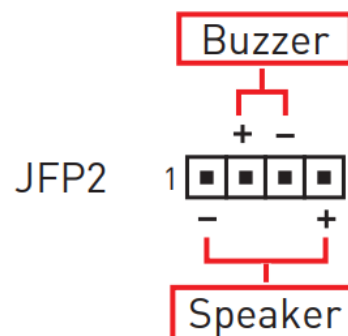 Buzzer
+ −
JFP2 1
− +
Speaker